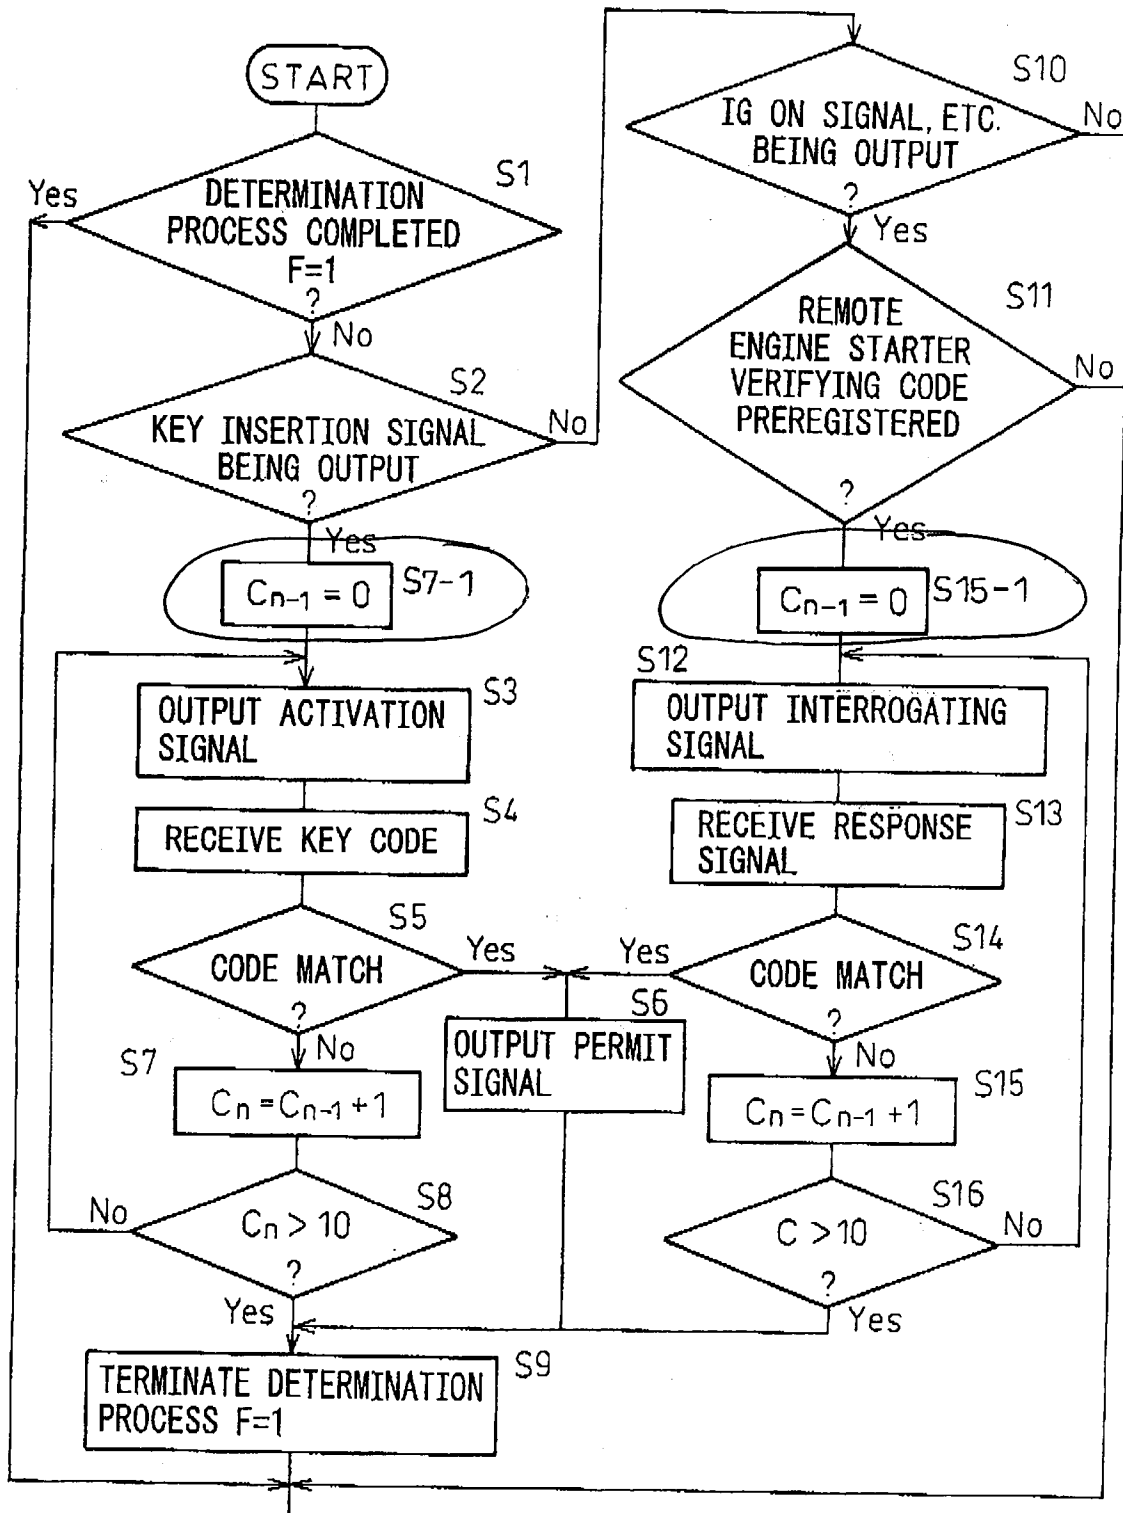 START
S1
Yes
DETERMINATION
PROCESS COMPLETED
F=1
?
No
S2
KEY INSERTION SIGNAL
BEING OUTPUT
?
No
Yes
Cn-1 = 0
S7-1
S3
OUTPUT ACTIVATION
SIGNAL
S4
RECEIVE KEY CODE
S5
CODE MATCH
?
Yes
No
S6
OUTPUT PERMIT
SIGNAL
S7
Cn = Cn-1 +1
S8
Cn > 10
?
No
Yes
S9
TERMINATE DETERMINATION
PROCESS F=1
S10
IG ON SIGNAL, ETC.
BEING OUTPUT
?
No
Yes
S11
REMOTE
ENGINE STARTER
VERIFYING CODE
PREREGISTERED
?
No
Yes
Cn-1 = 0
S15-1
S12
OUTPUT INTERROGATING
SIGNAL
S13
RECEIVE RESPONSE
SIGNAL
S14
CODE MATCH
?
Yes
No
S15
Cn = Cn-1 +1
S16
C > 10
?
No
Yes